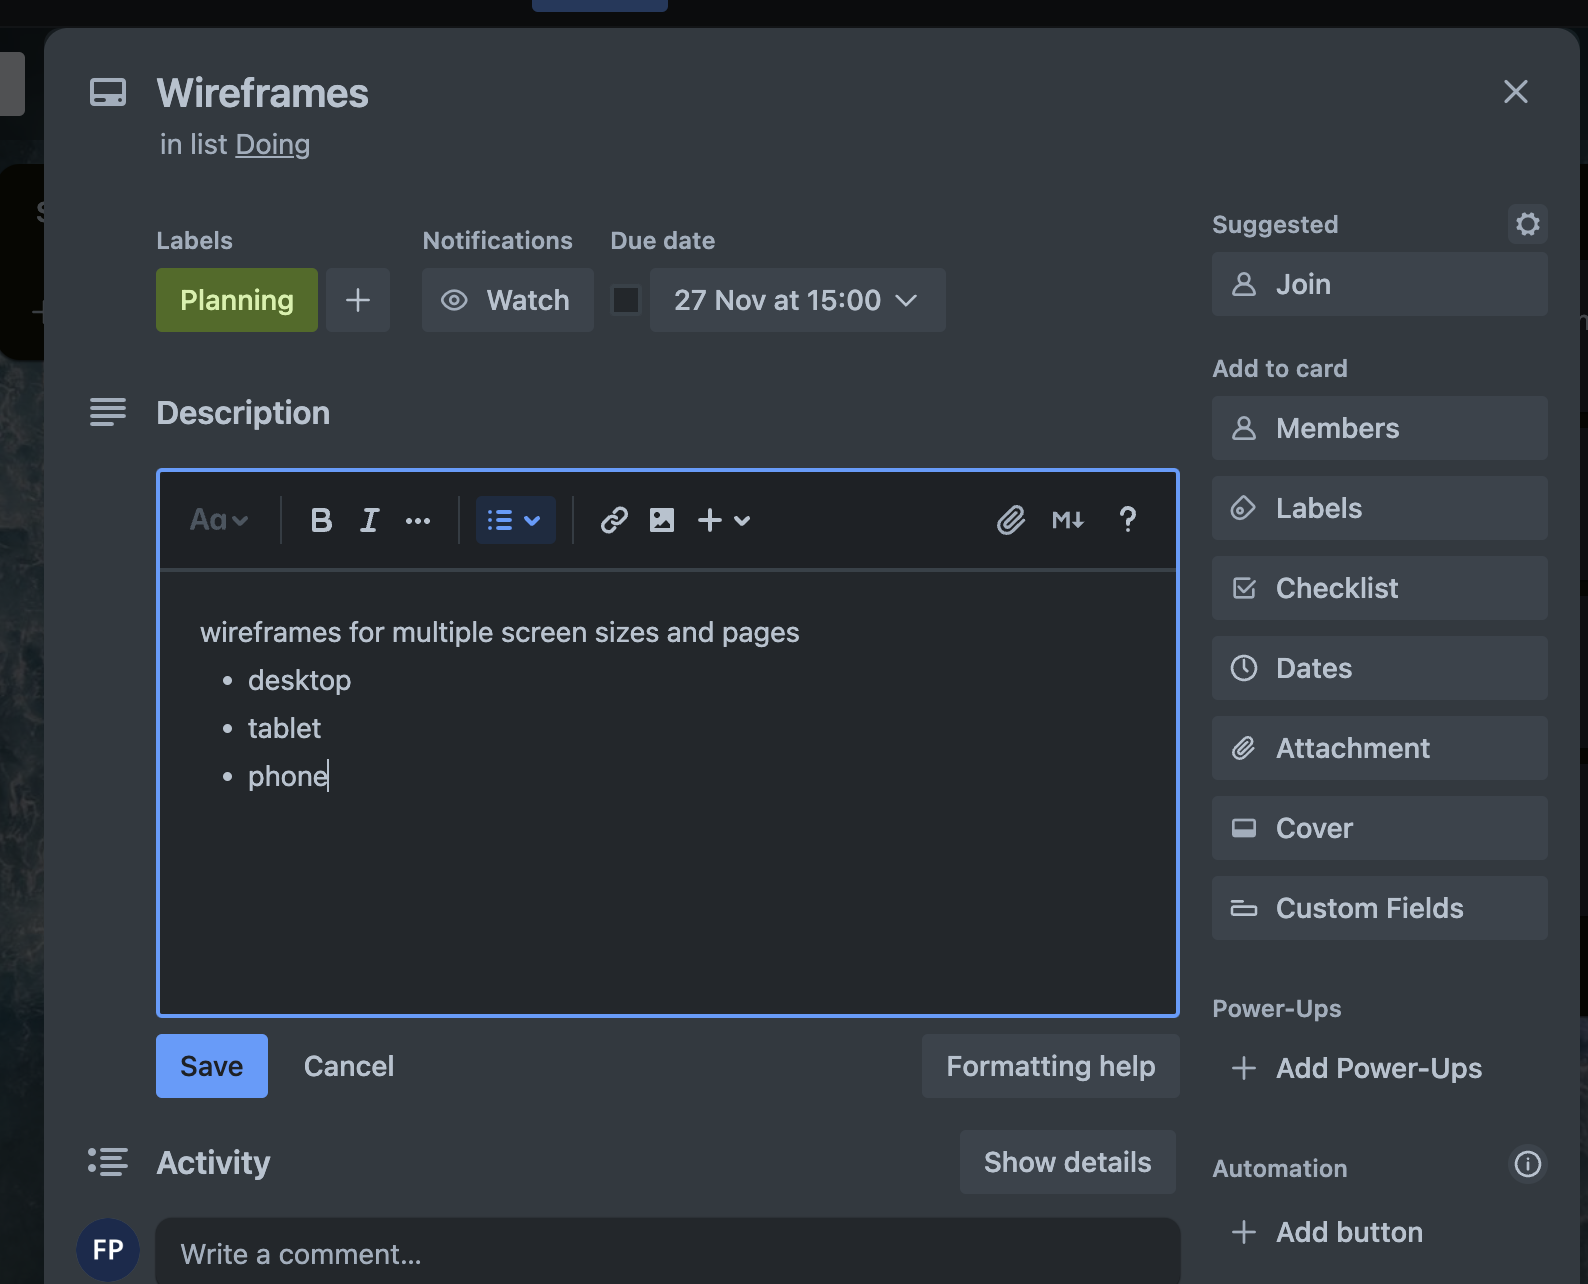 Wireframes
in list Doing
Labels
Notifications
Due date
Planning
Watch
27 Nov at 15:00
Description
Aa
B I
M
?
wireframes for multiple screen sizes and pages
• desktop
• tablet
• phone
Save
Cancel
Formatting help
Activity
Show details
FP
Write a comment...
Suggested
Join
Add to card
Members
Labels
Checklist
Dates
Attachment
Cover
Custom Fields
Power-Ups
+ Add Power-Ups
Automation
+ Add button